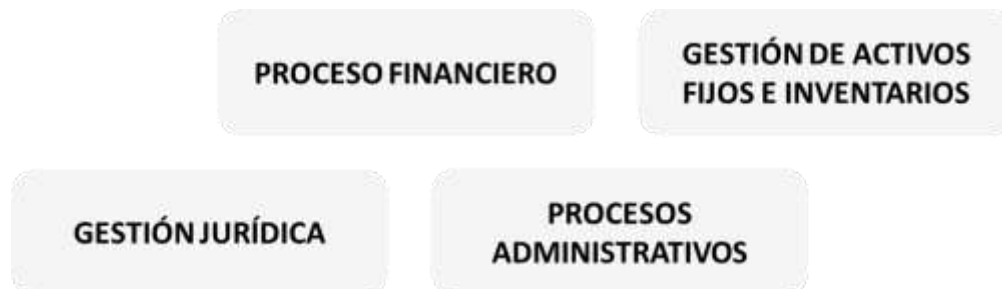 PROCESO FINANCIERO
GESTIÓN DE ACTIVOS
FIJOS E INVENTARIOS
GESTIÓN JURÍDICA
PROCESOS
ADMINISTRATIVOS